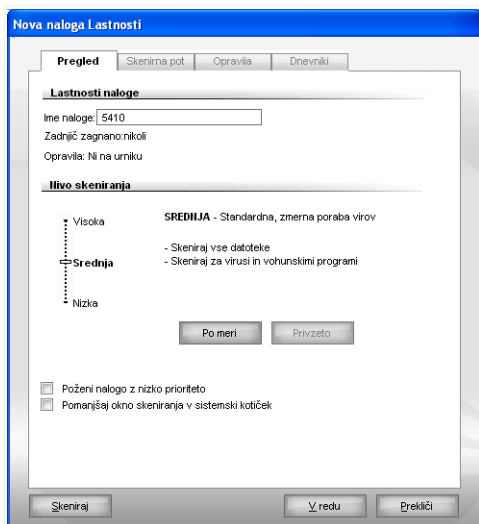 Nova naloga Lastnosti
Pregled Skenirna pot Opravila Dnevniki
Lastnosti naloge
Ime naloge: 5410
Zadnjič zagnano:nikoli
Opravila: Ni na urniku
Nivo skeniranja
Visoka
SREDNJA - Standardna, zmerna poraba virov
- Skeniraj vse datoteke
Srednja
- Skeniraj za virusi in vohunskimi programi
Nizka
Po meri Privzeto
Poženi nalogo z nizko prioriteto
Pomanjšaj okno skeniranja v sistemski kotiček
Skeniraj V redu Prekliči